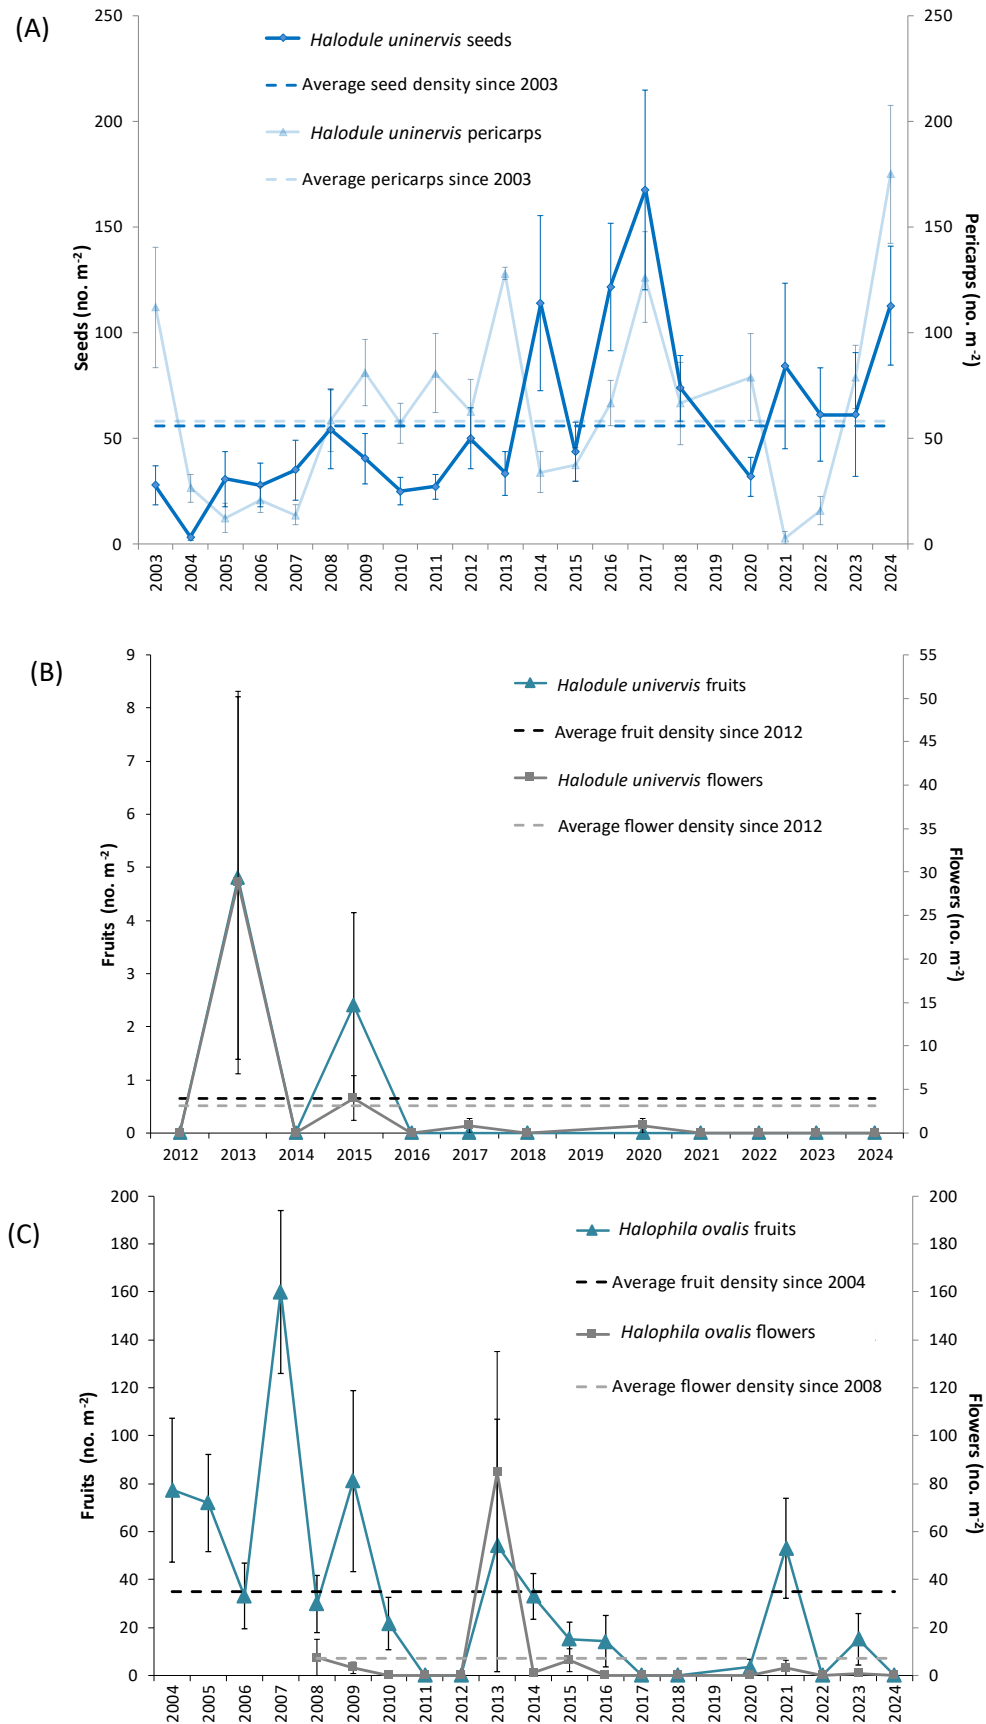 (A)
250
200
150
100
50
0
Seeds (no. m-2)
250
200
150
100
50
0
Pericarps (no. m-2)
Halodule uninervis seeds
Average seed density since 2003
Halodule uninervis pericarps
Average pericarps since 2003
2003 2004 2005 2006 2007 2008 2009 2010 2011 2012 2013 2014 2015 2016 2017 2018 2019 2020 2021 2022 2023 2024
(B)
9
8
7
6
5
4
3
2
1
0
Fruits (no. m-2)
55
50
45
40
35
30
25
20
15
10
5
0
Flowers (no. m-2)
Halodule univervis fruits
Average fruit density since 2012
Halodule univervis flowers
Average flower density since 2012
2012 2013 2014 2015 2016 2017 2018 2019 2020 2021 2022 2023 2024
(C)
200
180
160
140
120
100
80
60
40
20
0
Fruits (no. m-2)
200
180
160
140
120
100
80
60
40
20
0
Flowers (no. m-2)
Halophila ovalis fruits
Average fruit density since 2004
Halophila ovalis flowers
Average flower density since 2008
2004 2005 2006 2007 2008 2009 2010 2011 2012 2013 2014 2015 2016 2017 2018 2019 2020 2021 2022 2023 2024